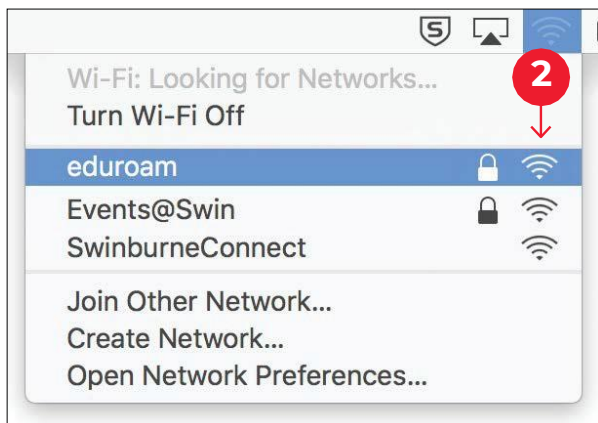 Wi-Fi: Looking for Networks...
2
Turn Wi-Fi Off
eduroam
Events@Swin
SwinburneConnect
Join Other Network...
Create Network...
Open Network Preferences...